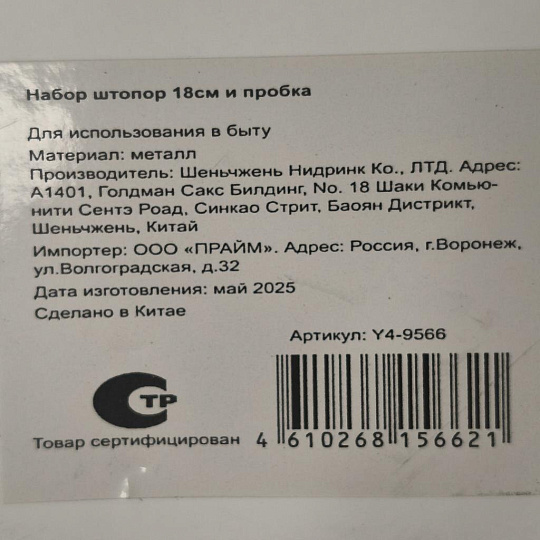 Набор штопор 18см и пробка
Для использования в быту
Материал: металл
Производитель: Шеньчжень Нидринк Ко., ЛТД. Адрес:
А1401, Голдман Сакс Билдинг, No. 18 Шаки Комью-
нити Сентэ Роад, Синкао Стрит, Баоян Дистрикт,
Шеньчжень, Китай
Импортер: ООО «ПРАЙМ». Адрес: Россия, г.Воронеж,
ул.Волгоградская, д.32
Дата изготовления: май 2025
Сделано в Китае
Артикул: Y4-9566
СТР
Товар сертифицирован
4 610268 156621